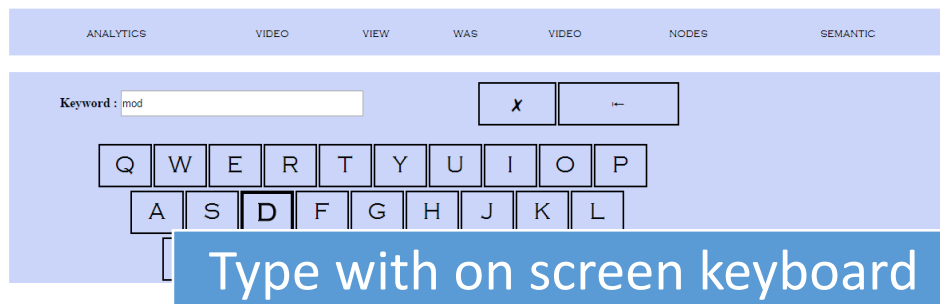 ANALYTICS VIDEO VIEW WAS VIDEO NODES SEMANTIC
Keyword : mod ✗ ⇤
Q W E R T Y U I O P
A S D F G H J K L
Type with on screen keyboard